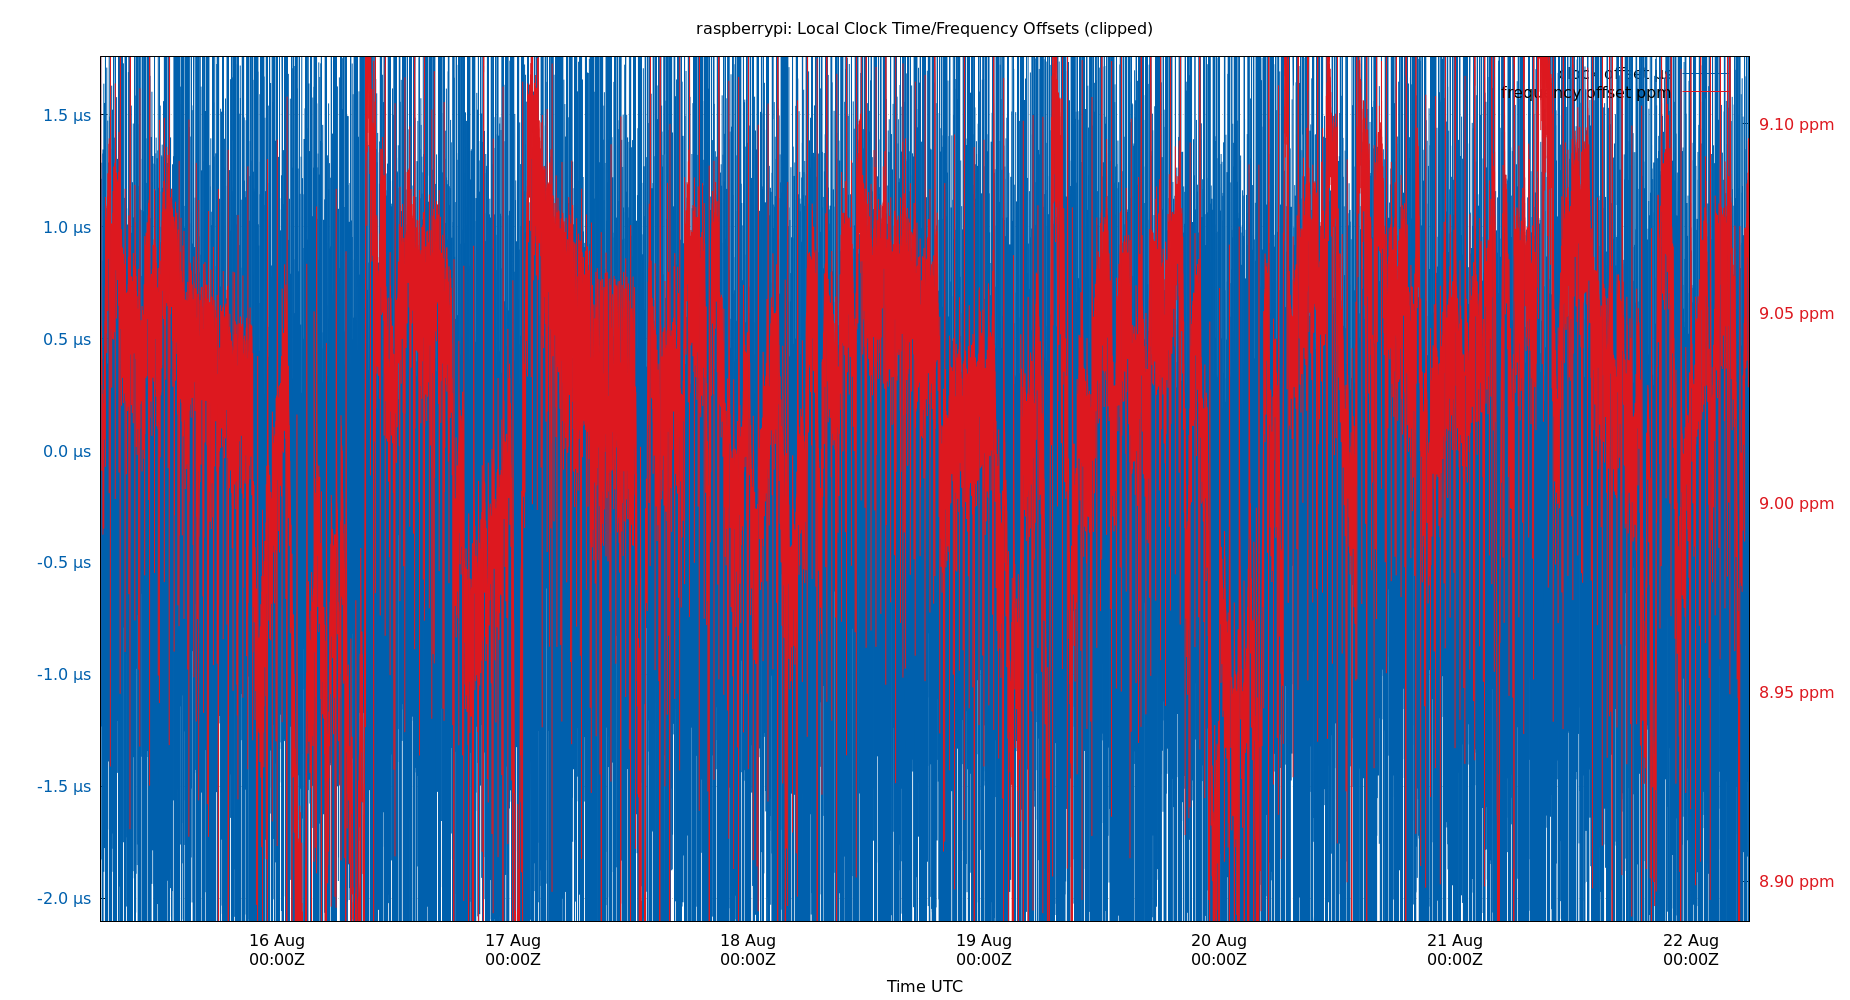 raspberrypi: Local Clock Time/Frequency Offsets (clipped)
clock offset µs
frequency offset ppm
1.5 µs
1.0 µs
0.5 µs
0.0 µs
-0.5 µs
-1.0 µs
-1.5 µs
-2.0 µs
9.10 ppm
9.05 ppm
9.00 ppm
8.95 ppm
8.90 ppm
16 Aug
00:00Z
17 Aug
00:00Z
18 Aug
00:00Z
19 Aug
00:00Z
20 Aug
00:00Z
21 Aug
00:00Z
22 Aug
00:00Z
Time UTC